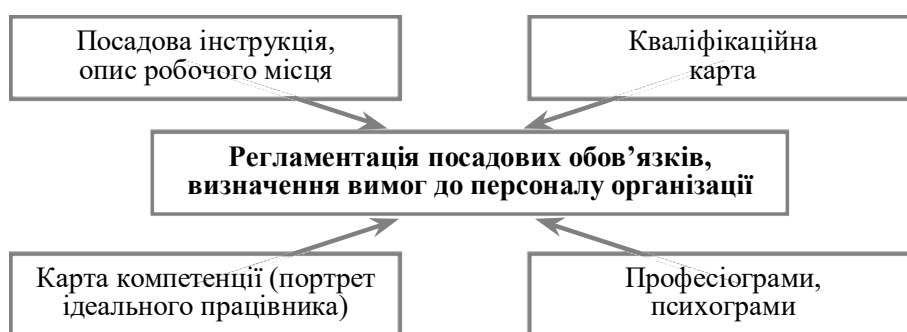 Посадова інструкція,
опис робочого місця
Кваліфікаційна
карта
Регламентація посадових обов’язків,
визначення вимог до персоналу організації
Карта компетенції (портрет
ідеального працівника)
Професіограми,
психограми